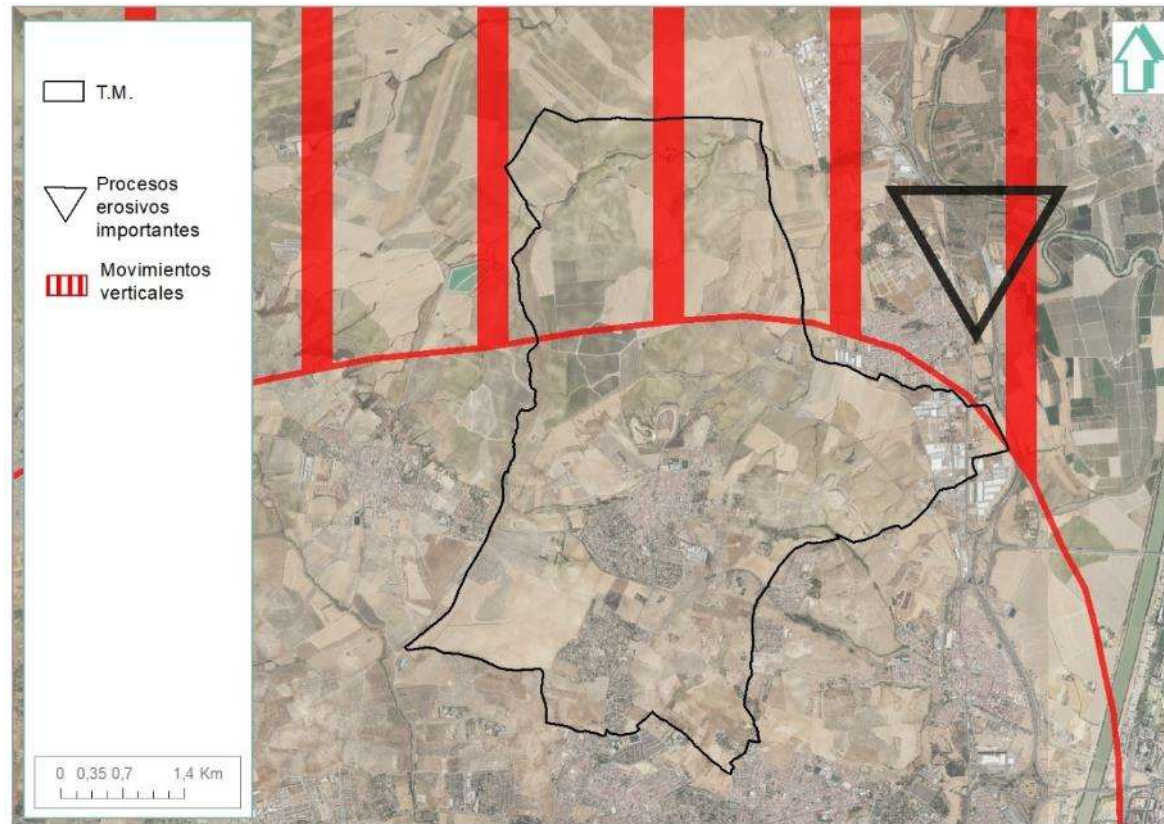 T.M.
Procesos
erosivos
importantes
Movimientos
verticales
0 0,35 0,7 1,4 Km